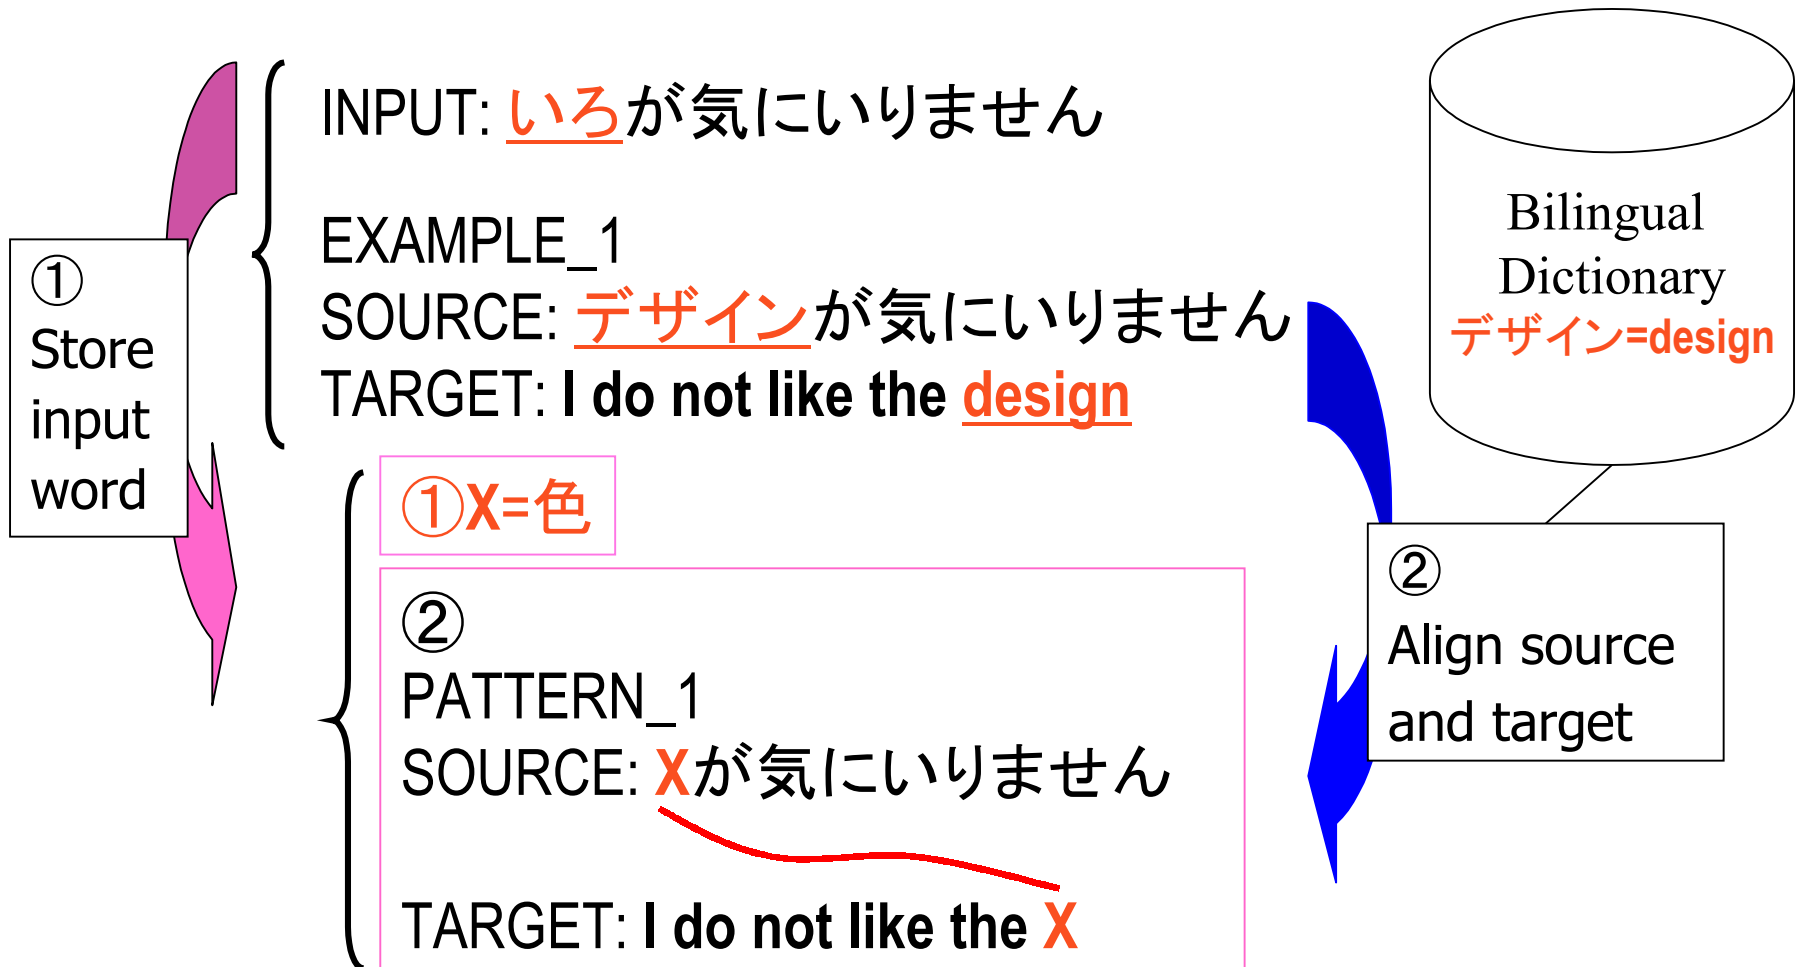 INPUT: いろが気にいりません
EXAMPLE_1
SOURCE: デザインが気にいりません
TARGET: I do not like the design
Bilingual
Dictionary
デザイン=design
①
Store
input
word
①X=色
②
PATTERN_1
SOURCE: Xが気にいりません
TARGET: I do not like the X
②
Align source
and target